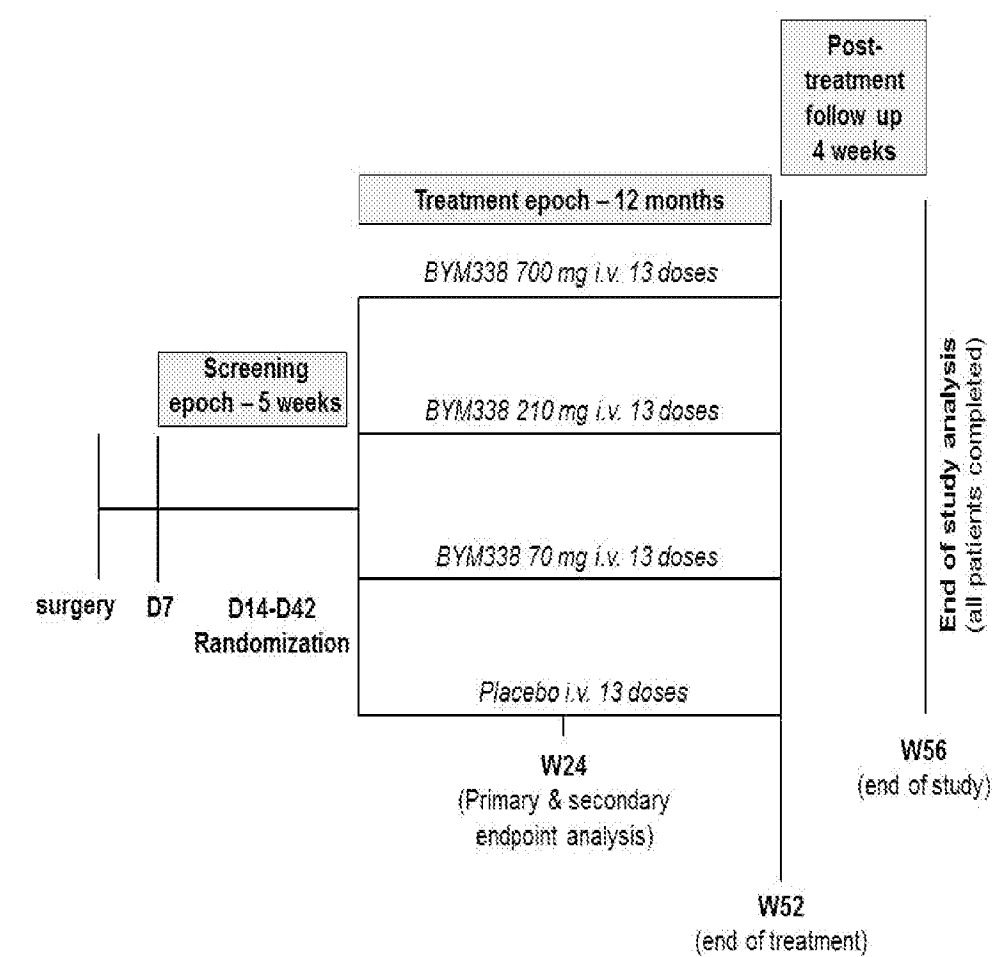 Post-
treatment
follow up
4 weeks
Treatment epoch – 12 months
BYM338 700 mg i.v. 13 doses
Screening
epoch – 5 weeks
BYM338 210 mg i.v. 13 doses
BYM338 70 mg i.v. 13 doses
surgery
D7
D14-D42
Randomization
Placebo i.v. 13 doses
End of study analysis
(all patients completed)
W24
(Primary & secondary
endpoint analysis)
W56
(end of study)
W52
(end of treatment)